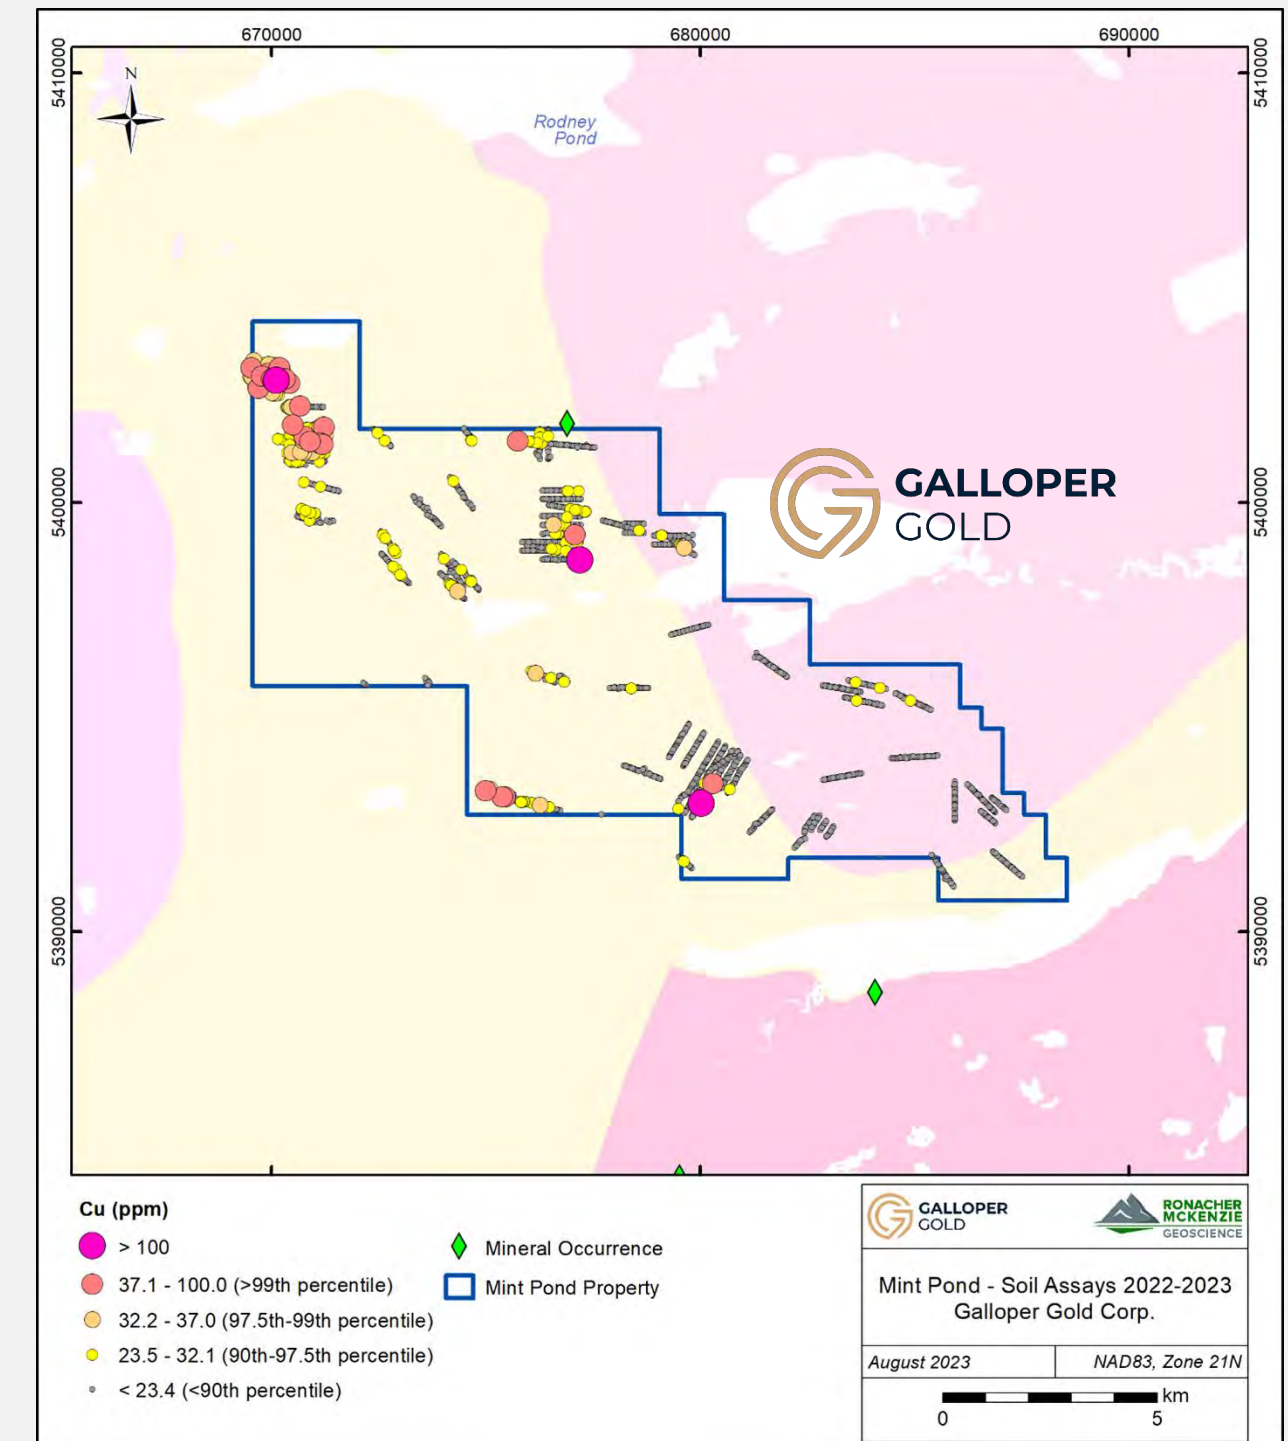 670000
680000
690000
5410000
5410000
N
Rodney
Pond
5400000
GALLOPER
GOLD
5400000
5390000
5390000
Cu (ppm)
> 100
37.1 - 100.0 (>99th percentile)
32.2 - 37.0 (97.5th-99th percentile)
23.5 - 32.1 (90th-97.5th percentile)
< 23.4 (<90th percentile)
Mineral Occurrence
Mint Pond Property
GALLOPER
GOLD
RONACHER
MCKENZIE
GEOSCIENCE
Mint Pond - Soil Assays 2022-2023
Galloper Gold Corp.
August 2023
NAD83, Zone 21N
km
0 5